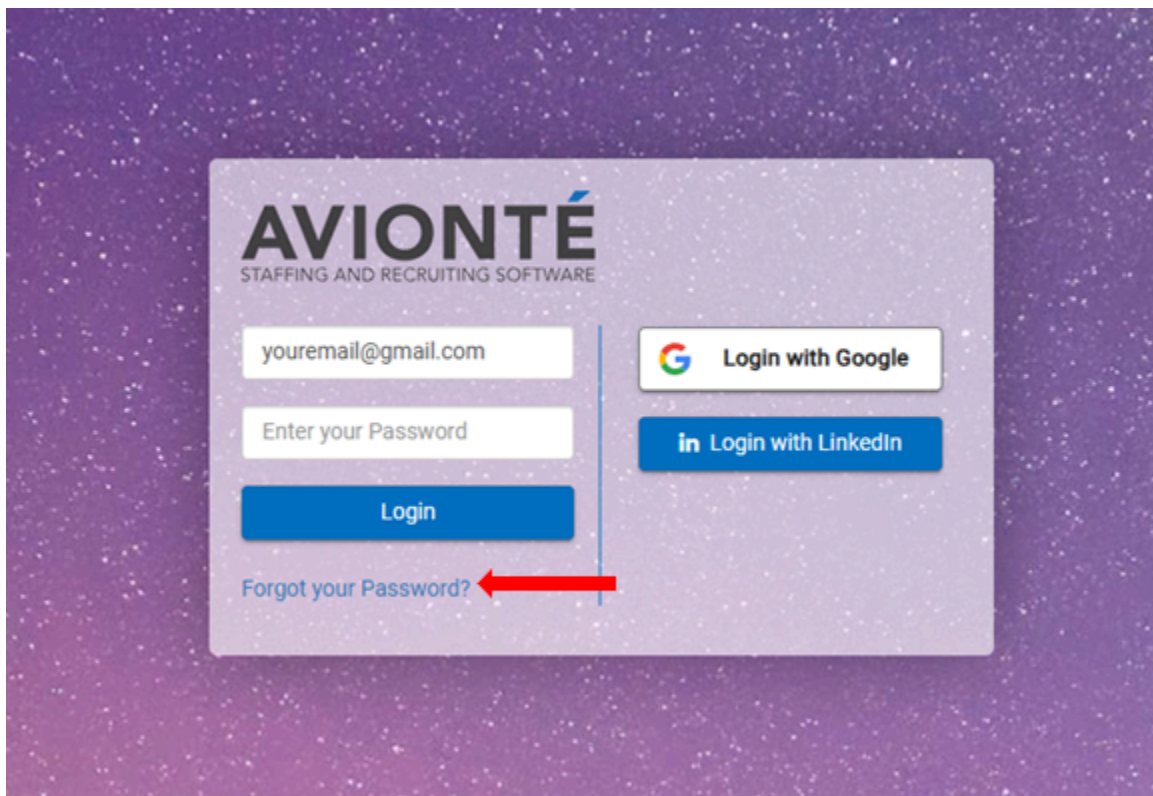 AVIONTÉ
STAFFING AND RECRUITING SOFTWARE
youremail@gmail.com
Enter your Password
Login
Forgot your Password?
G Login with Google
in Login with LinkedIn